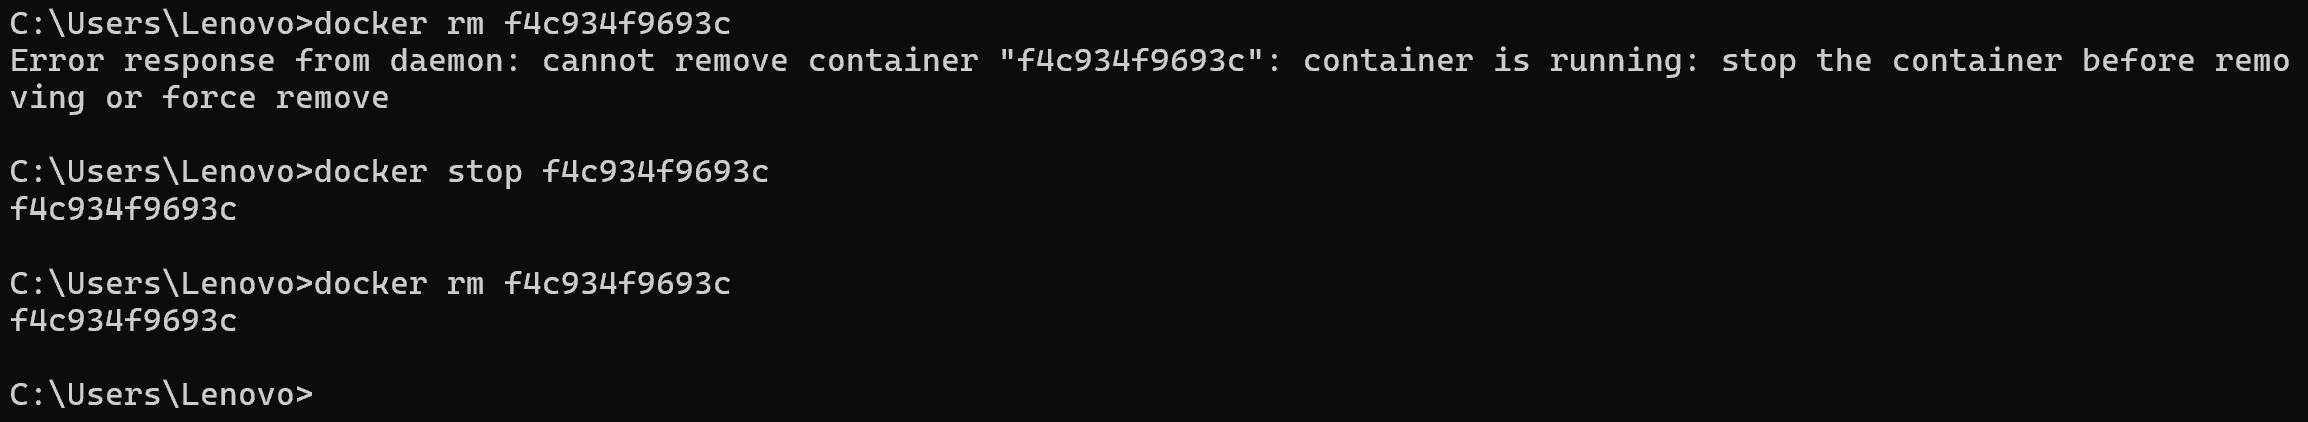 C:\Users\Lenovo>docker rm f4c934f9693c
Error response from daemon: cannot remove container "f4c934f9693c": container is running: stop the container before remo
ving or force remove
C:\Users\Lenovo>docker stop f4c934f9693c
f4c934f9693c
C:\Users\Lenovo>docker rm f4c934f9693c
f4c934f9693c
C:\Users\Lenovo>